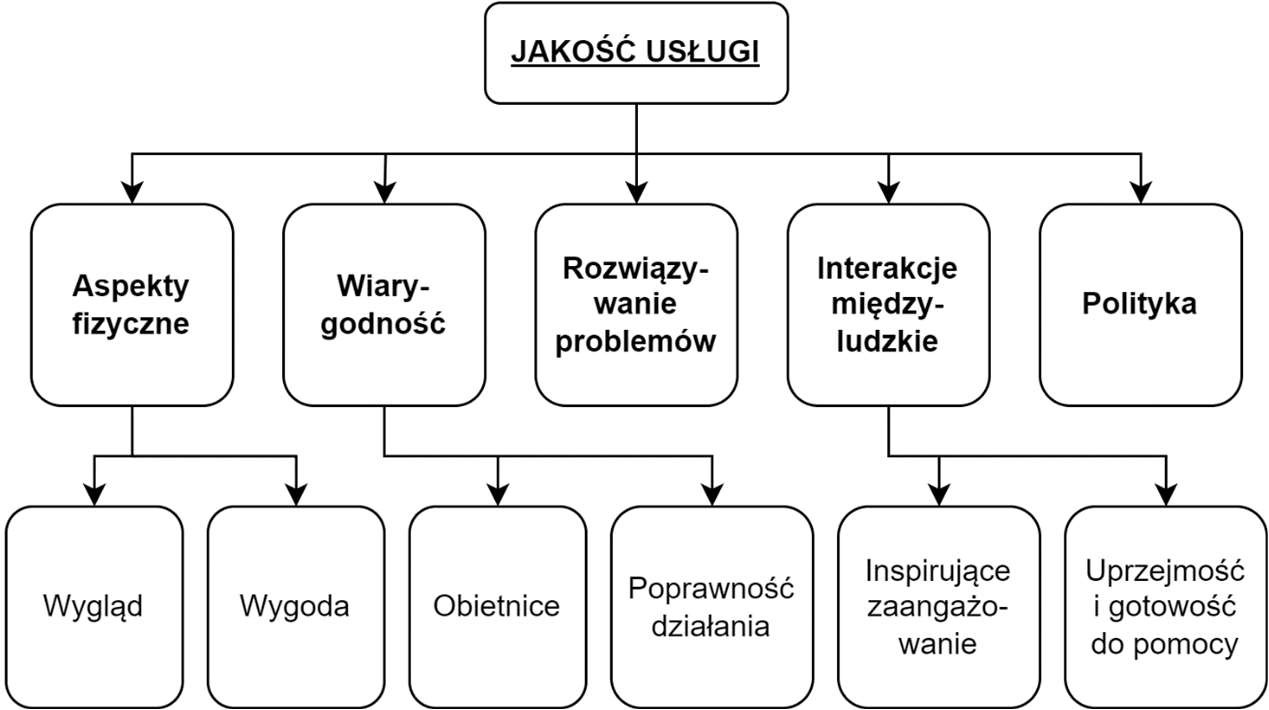 JAKOŚĆ USŁUGI
Aspekty
fizyczne
Wiary-
godność
Rozwiązy-
wanie
problemów
Interakcje
między-
ludzkie
Polityka
Wygląd
Wygoda
Obietnice
Poprawność
działania
Inspirujące
zaangażo-
wanie
Uprzejmość
i gotowość
do pomocy